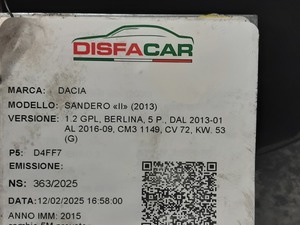 DISFACAR
MARCA: DACIA
MODELLO: SANDERO «II» (2013)
VERSIONE: 1.2 GPL, BERLINA, 5 P., DAL 2013-01
AL 2016-09, CM3 1149, CV 72, KW. 53
(G)
P5: D4FF7
EMISSIONE:
NS: 363/2025
DATA: 12/02/2025 16:58:00
ANNO IMM: 2015
cambio 5M